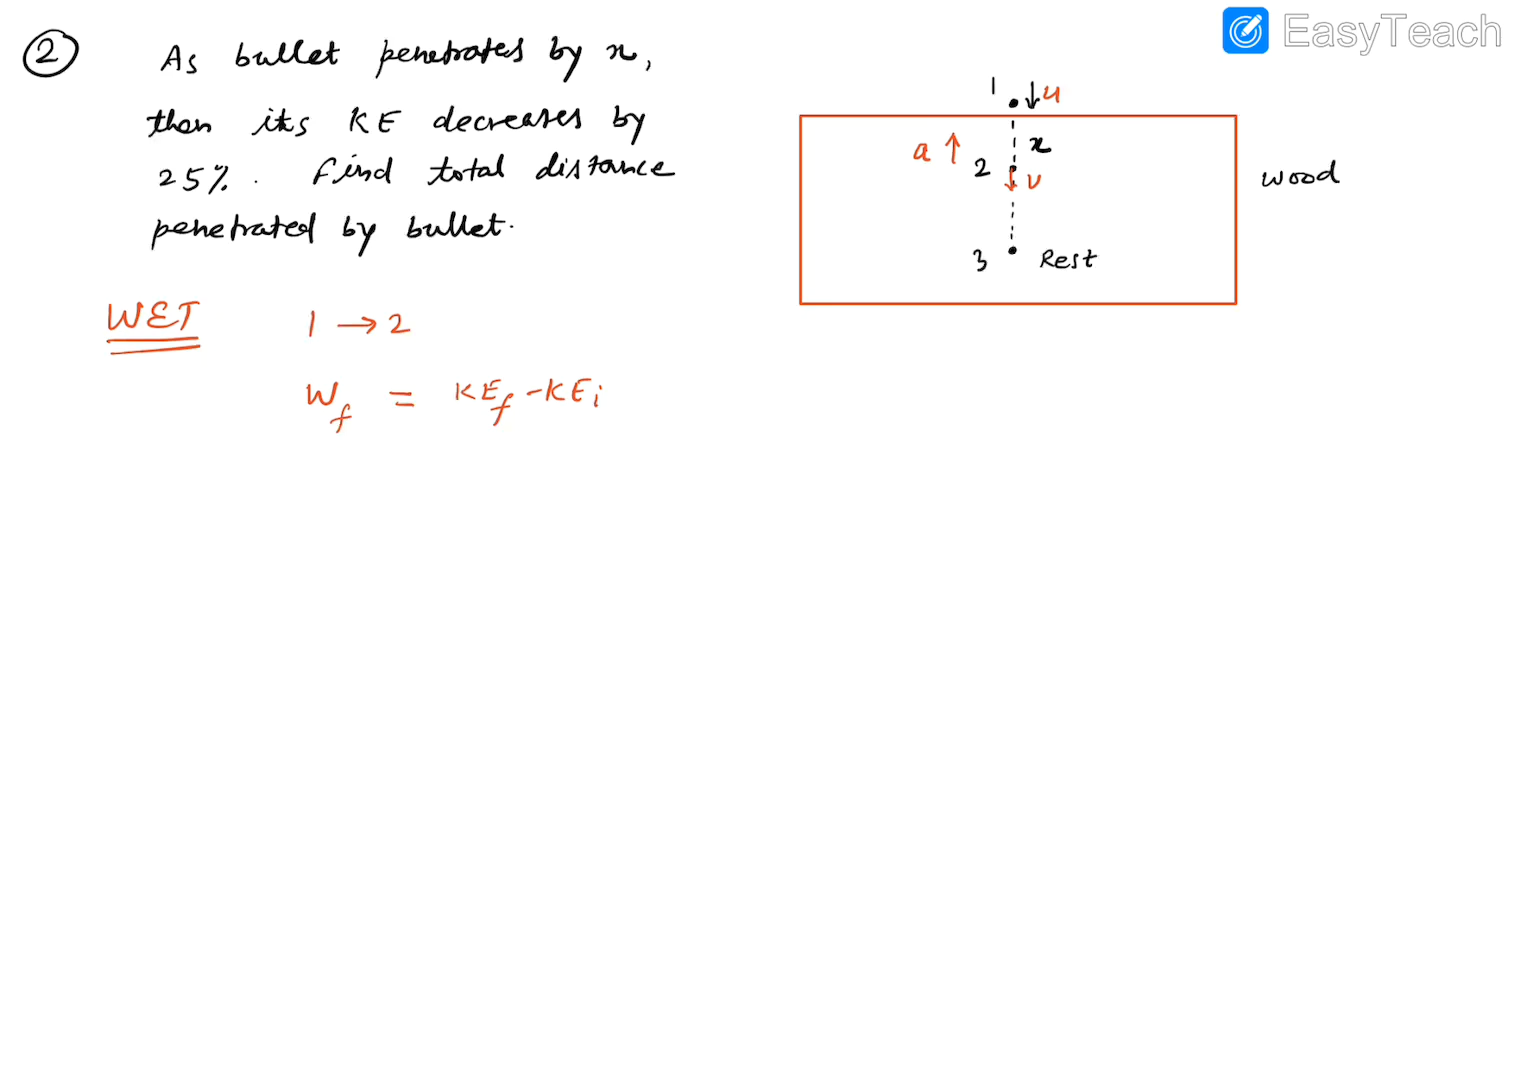 EasyTeach
2 As bullet penetrates by x,
then its KE decreases by
25%. Find total distance
penetrated by bullet.
1 ↓u
a ↑ x
2 v
wood
3 Rest
WET 1 → 2
W_f = KE_f - KE_i